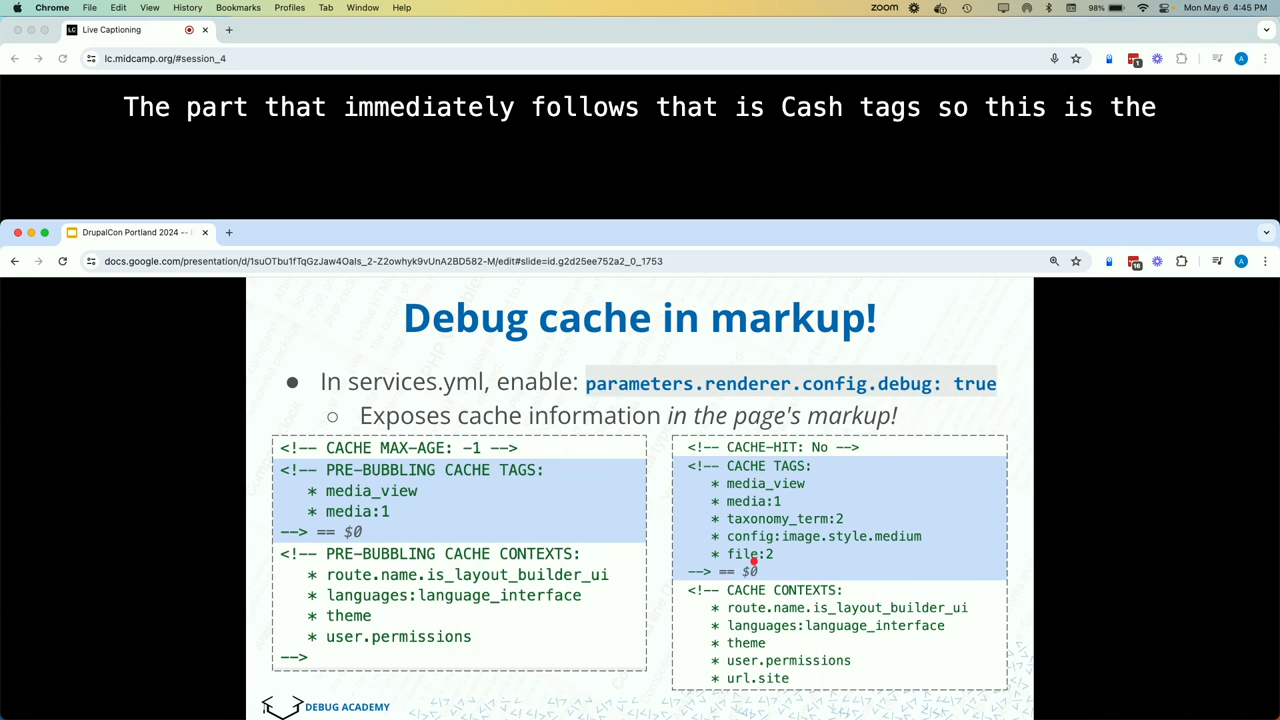 Chrome File Edit View History Bookmarks Profiles Tab Window Help zoom 98% Mon May 6 4:45 PM
LC Live Captioning
lc.midcamp.org/#session_4 1 A
The part that immediately follows that is Cash tags so this is the
DrupalCon Portland 2024 --
docs.google.com/presentation/d/1suOTbu1fTqGzJaw4Oals_2-Z2owhyk9vUnA2BD582-M/edit#slide=id.g2d25ee752a2_0_1753 16 A
Debug cache in markup!
● In services.yml, enable: parameters.renderer.config.debug: true
○ Exposes cache information in the page's markup!
<!-- CACHE MAX-AGE: -1 -->
<!-- PRE-BUBBLING CACHE TAGS:
* media_view
* media:1
--> == $0
<!-- PRE-BUBBLING CACHE CONTEXTS:
* route.name.is_layout_builder_ui
* languages:language_interface
* theme
* user.permissions
-->
<!-- CACHE-HIT: No -->
<!-- CACHE TAGS:
* media_view
* media:1
* taxonomy_term:2
* config:image.style.medium
* file:2
--> == $0
<!-- CACHE CONTEXTS:
* route.name.is_layout_builder_ui
* languages:language_interface
* theme
* user.permissions
* url.site
DEBUG ACADEMY